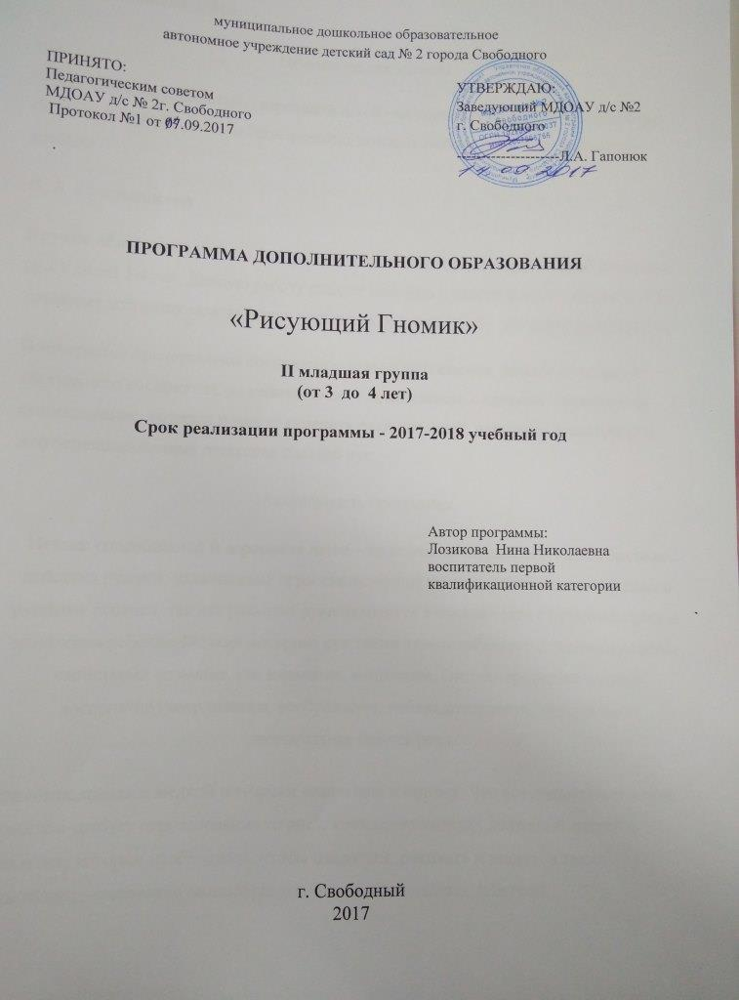 муниципальное дошкольное образовательное
автономное учреждение детский сад № 2 города Свободного
ПРИНЯТО:
Педагогическим советом
МДОАУ д/с № 2г. Свободного
Протокол №1 от 07.09.2017
УТВЕРЖДАЮ:
Заведующий МДОАУ д/с №2
г. Свободного
-----------------------Л.А. Гапонюк
14.09.2017
ПРОГРАММА ДОПОЛНИТЕЛЬНОГО ОБРАЗОВАНИЯ
«Рисующий Гномик»
II младшая группа
(от 3 до 4 лет)
Срок реализации программы - 2017-2018 учебный год
Автор программы:
Лозикова Нина Николаевна
воспитатель первой
квалификационной категории
г. Свободный
2017